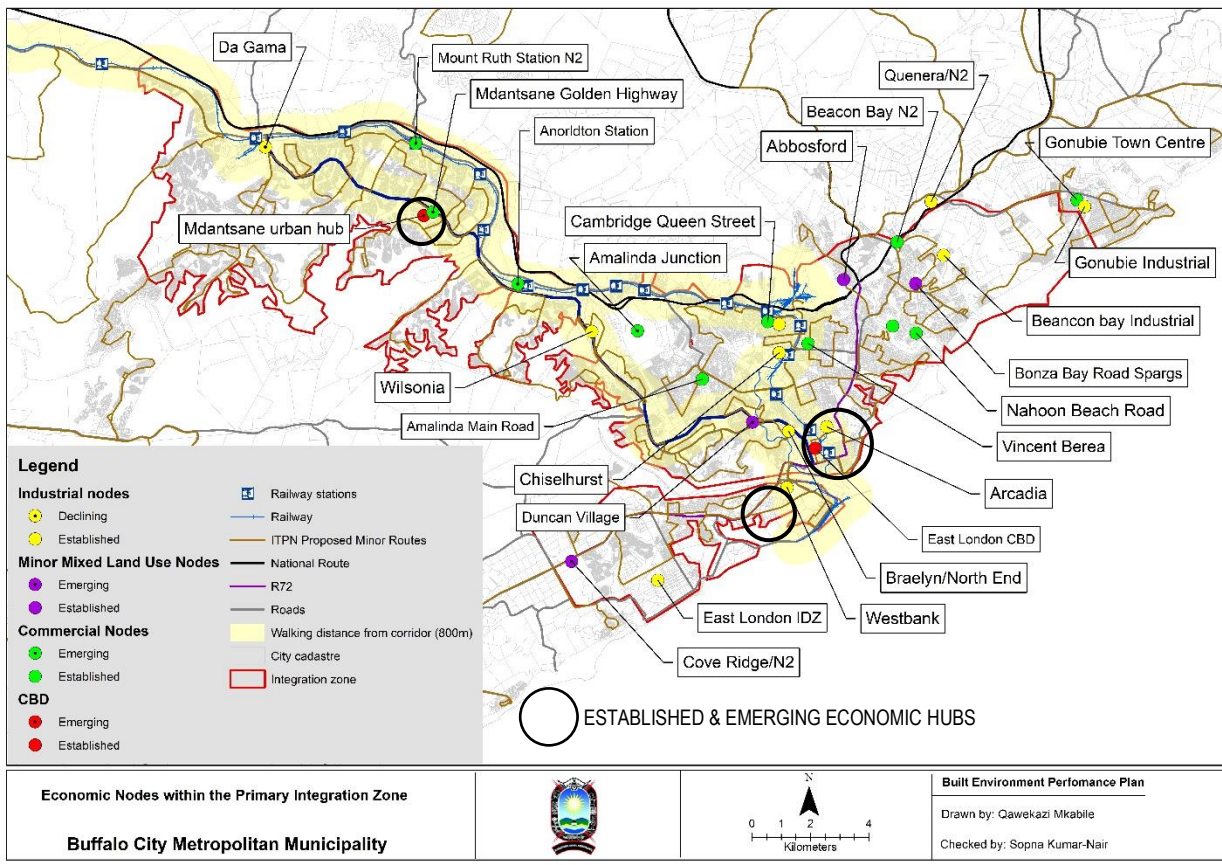 Da Gama
Mount Ruth Station N2
Mdantsane Golden Highway
Anorldton Station
Quenera/N2
Beacon Bay N2
Abbosford
Gonubie Town Centre
Cambridge Queen Street
Mdantsane urban hub
Amalinda Junction
Gonubie Industrial
Beancon bay Industrial
Wilsonia
Bonza Bay Road Spargs
Nahoon Beach Road
Amalinda Main Road
Vincent Berea
Chiselhurst
Arcadia
Duncan Village
East London CBD
Braelyn/North End
East London IDZ
Westbank
Cove Ridge/N2
Legend
Industrial nodes
Declining
Established
Minor Mixed Land Use Nodes
Emerging
Established
Commercial Nodes
Emerging
Established
CBD
Emerging
Established
Railway stations
Railway
ITPN Proposed Minor Routes
National Route
R72
Roads
Walking distance from corridor (800m)
City cadastre
Integration zone
ESTABLISHED & EMERGING ECONOMIC HUBS
Economic Nodes within the Primary Integration Zone
Buffalo City Metropolitan Municipality
N
0 1 2 4
Kilometers
Built Environment Perfomance Plan
Drawn by: Qawekazi Mkabile
Checked by: Sopna Kumar-Nair